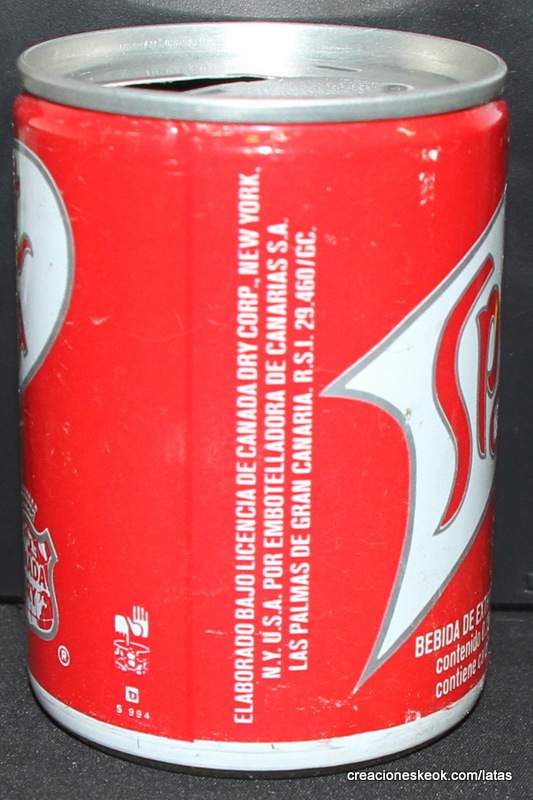 ELABORADO BAJO LICENCIA DE CANADA DRY CORP., NEW YORK,
N.Y. U.S.A. POR EMBOTELLADORA DE CANARIAS S.A.
LAS PALMAS DE GRAN CANARIA. R.S.I. 29.460/GC.
Sp
BEBIDA DE
contenido
contiene
®
S 994
creacioneskeok.com/latas